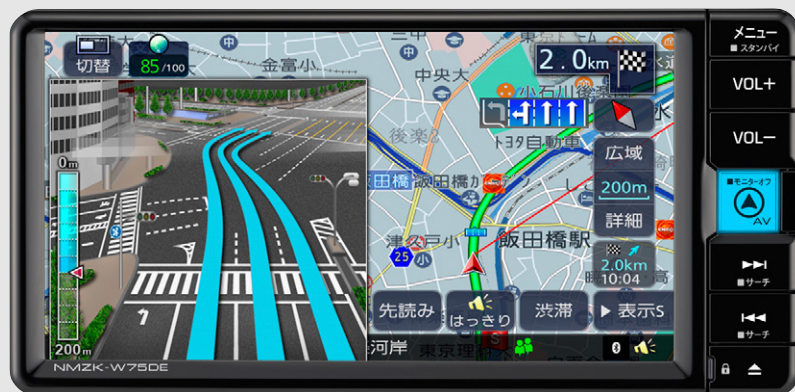 切替
85/100
金富小
中
中央大
2.0km
小石川後楽園
後楽2
トヨタ自動車
水
広域
200m
詳細
飯田橋
津久戸小
飯田橋駅
25
小
2.0km
10:04
0m
200m
先読み
はっきり
渋滞
表示S
河岸
東京理
NMZK-W75DE
メニュー
■スタンバイ
VOL+
VOL−
■モニターオフ
AV
■サーチ
■サーチ